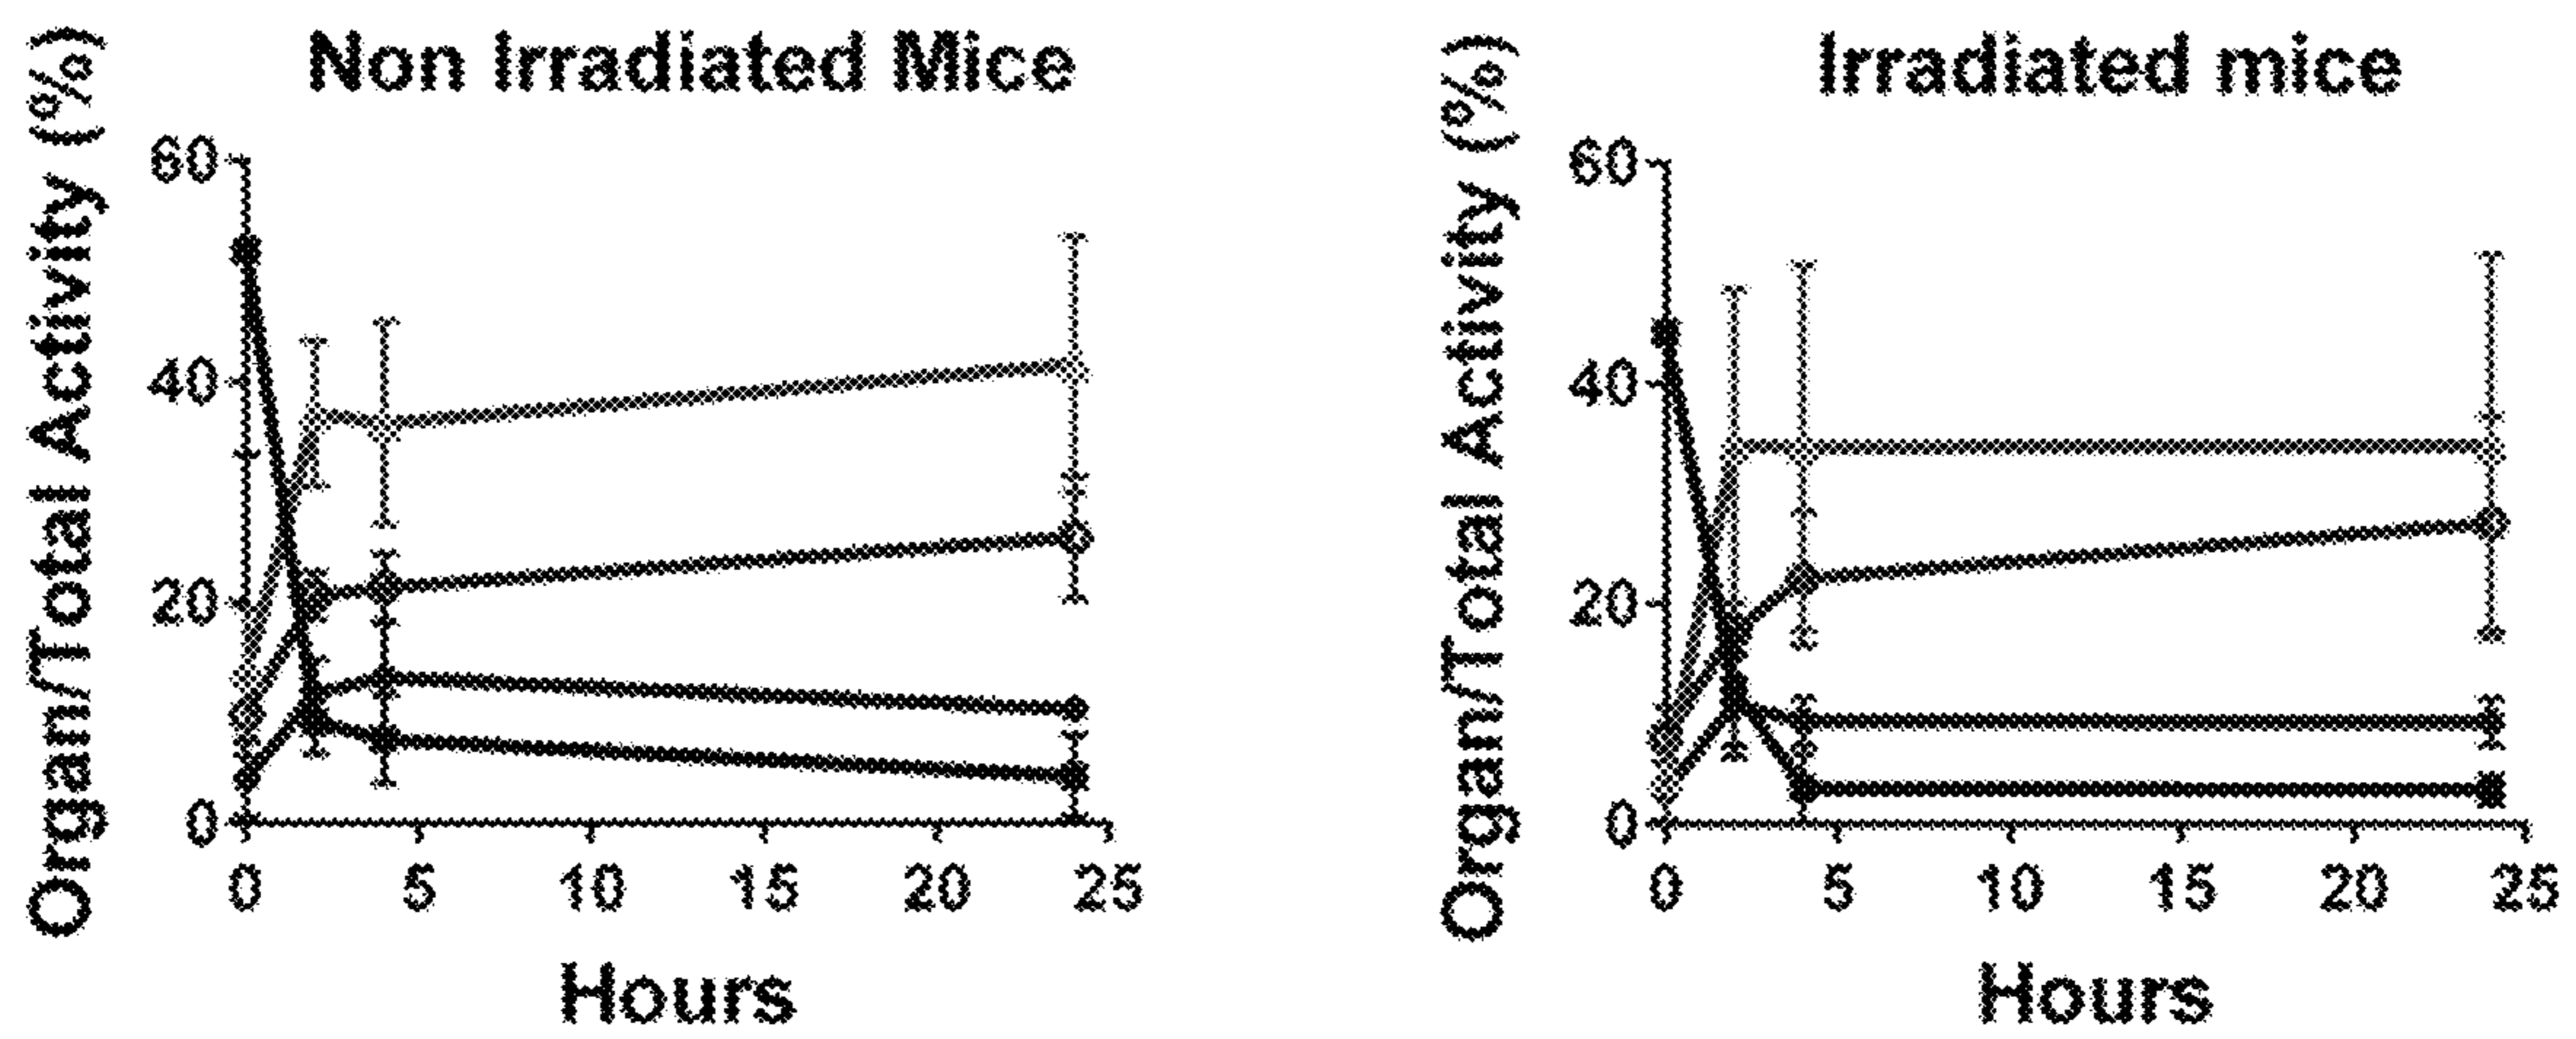 Non Irradiated Mice
Organ/Total Activity (%)
60
40
20
0
0 5 10 15 20 25
Hours
Irradiated mice
Organ/Total Activity (%)
60
40
20
0
0 5 10 15 20 25
Hours